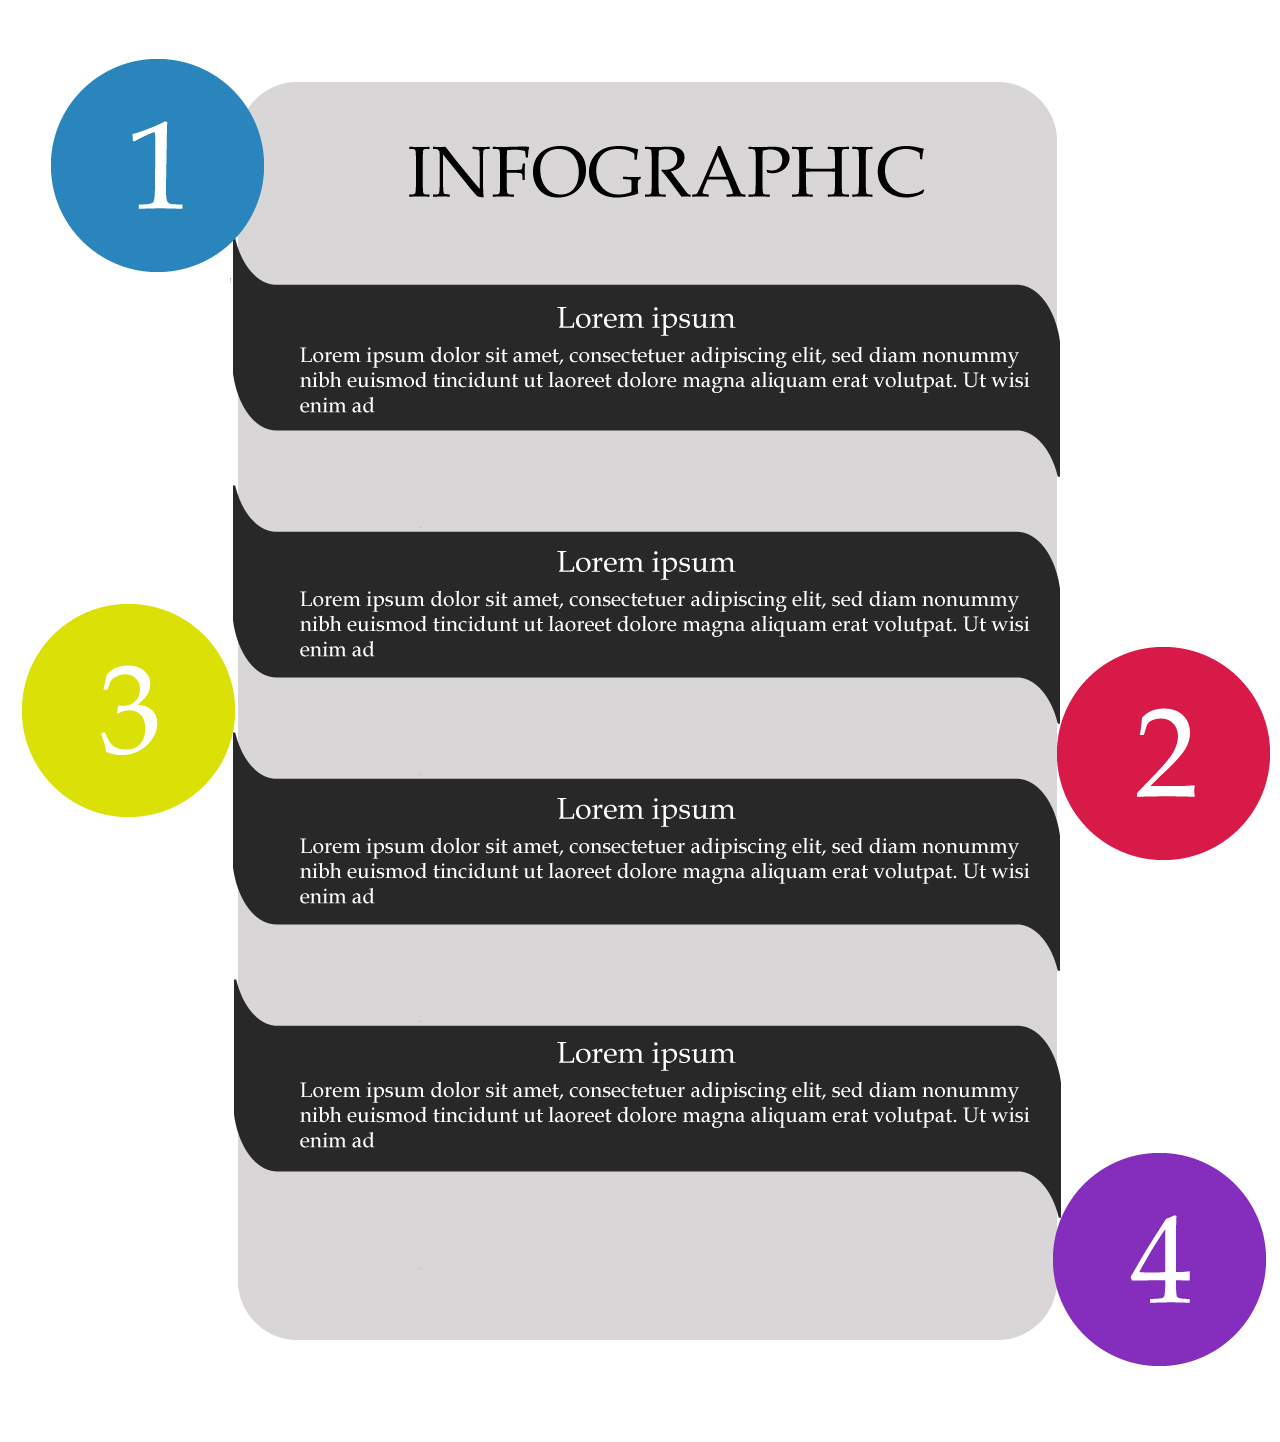 1
INFOGRAPHIC
Lorem ipsum
Lorem ipsum dolor sit amet, consectetuer adipiscing elit, sed diam nonummy
nibh euismod tincidunt ut laoreet dolore magna aliquam erat volutpat. Ut wisi
enim ad
Lorem ipsum
Lorem ipsum dolor sit amet, consectetuer adipiscing elit, sed diam nonummy
nibh euismod tincidunt ut laoreet dolore magna aliquam erat volutpat. Ut wisi
enim ad
2
3
Lorem ipsum
Lorem ipsum dolor sit amet, consectetuer adipiscing elit, sed diam nonummy
nibh euismod tincidunt ut laoreet dolore magna aliquam erat volutpat. Ut wisi
enim ad
Lorem ipsum
Lorem ipsum dolor sit amet, consectetuer adipiscing elit, sed diam nonummy
nibh euismod tincidunt ut laoreet dolore magna aliquam erat volutpat. Ut wisi
enim ad
4